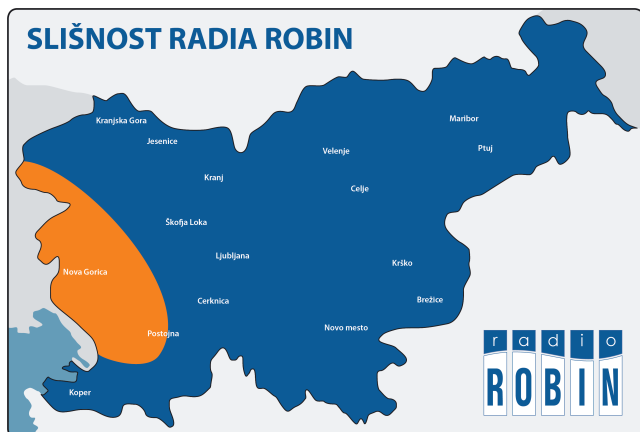 SLIŠNOST RADIA ROBIN
Maribor
Kranjska Gora
Jesenice
Ptuj
Velenje
Kranj
Celje
Škofja Loka
Ljubljana
Krško
Nova Gorica
Cerknica
Brežice
Novo mesto
Postojna
radio
ROBIN
Koper